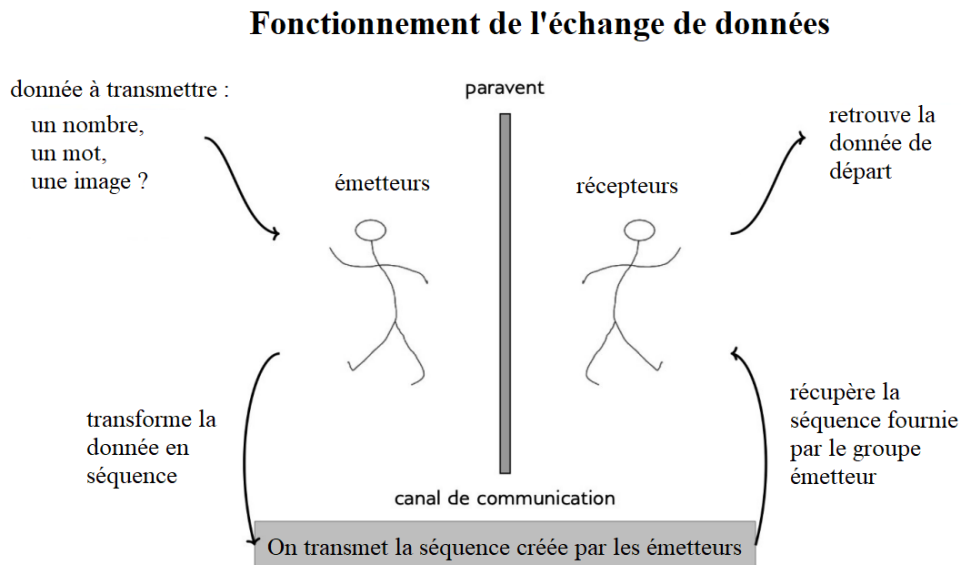 Fonctionnement de l'échange de données
donnée à transmettre :
un nombre,
un mot,
une image ?
émetteurs
paravent
récepteurs
retrouve la
donnée de
départ
transforme la
donnée en
séquence
canal de communication
On transmet la séquence créée par les émetteurs
récupère la
séquence fournie
par le groupe
émetteur